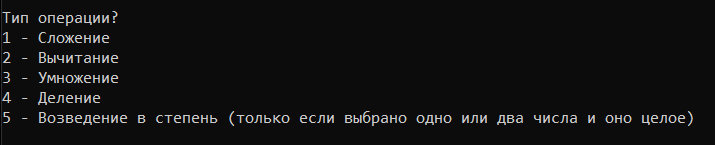 Тип операции?
1 - Сложение
2 - Вычитание
3 - Умножение
4 - Деление
5 - Возведение в степень (только если выбрано одно или два числа и оно целое)